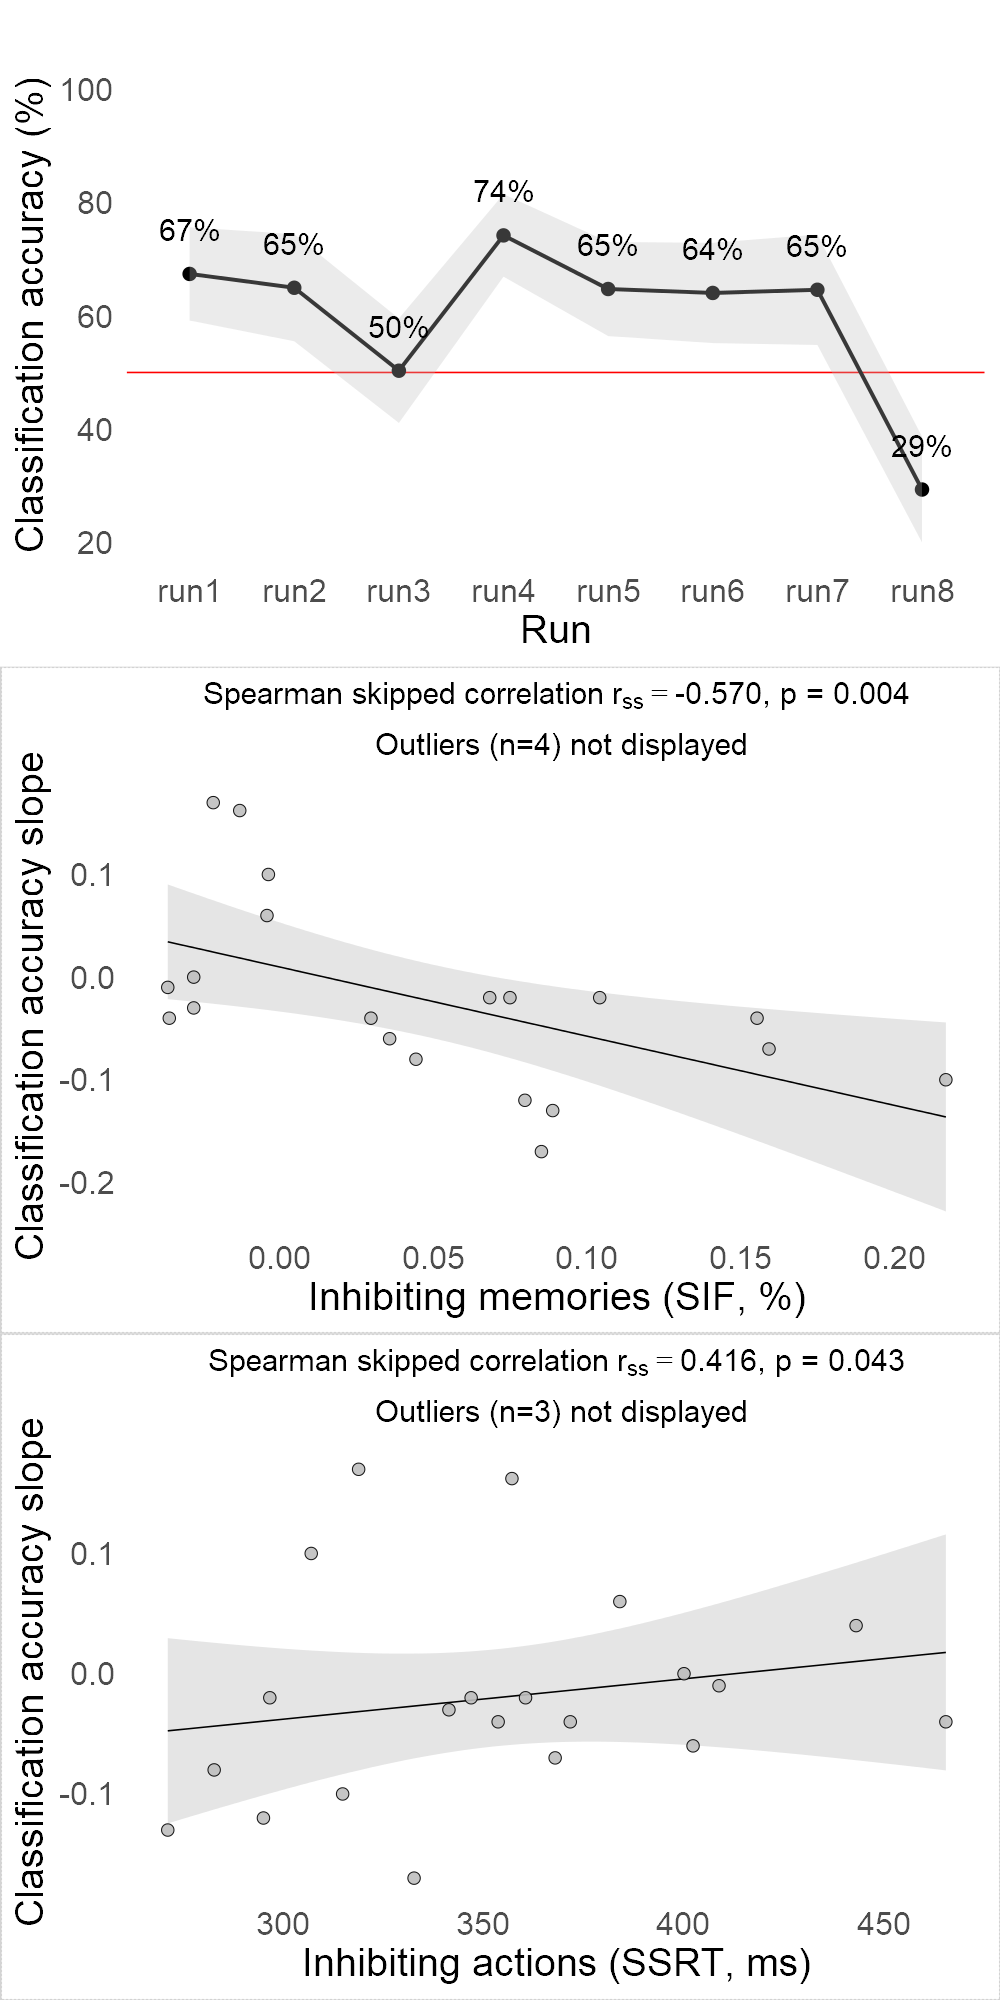 Classification accuracy (%)
100
80
60
40
20
67%
65%
50%
74%
65%
64%
65%
29%
run1 run2 run3 run4 run5 run6 run7 run8
Run
Spearman skipped correlation rss = -0.570, p = 0.004
Outliers (n=4) not displayed
Classification accuracy slope
0.1
0.0
-0.1
-0.2
0.00 0.05 0.10 0.15 0.20
Inhibiting memories (SIF, %)
Spearman skipped correlation rss = 0.416, p = 0.043
Outliers (n=3) not displayed
Classification accuracy slope
0.1
0.0
-0.1
300 350 400 450
Inhibiting actions (SSRT, ms)